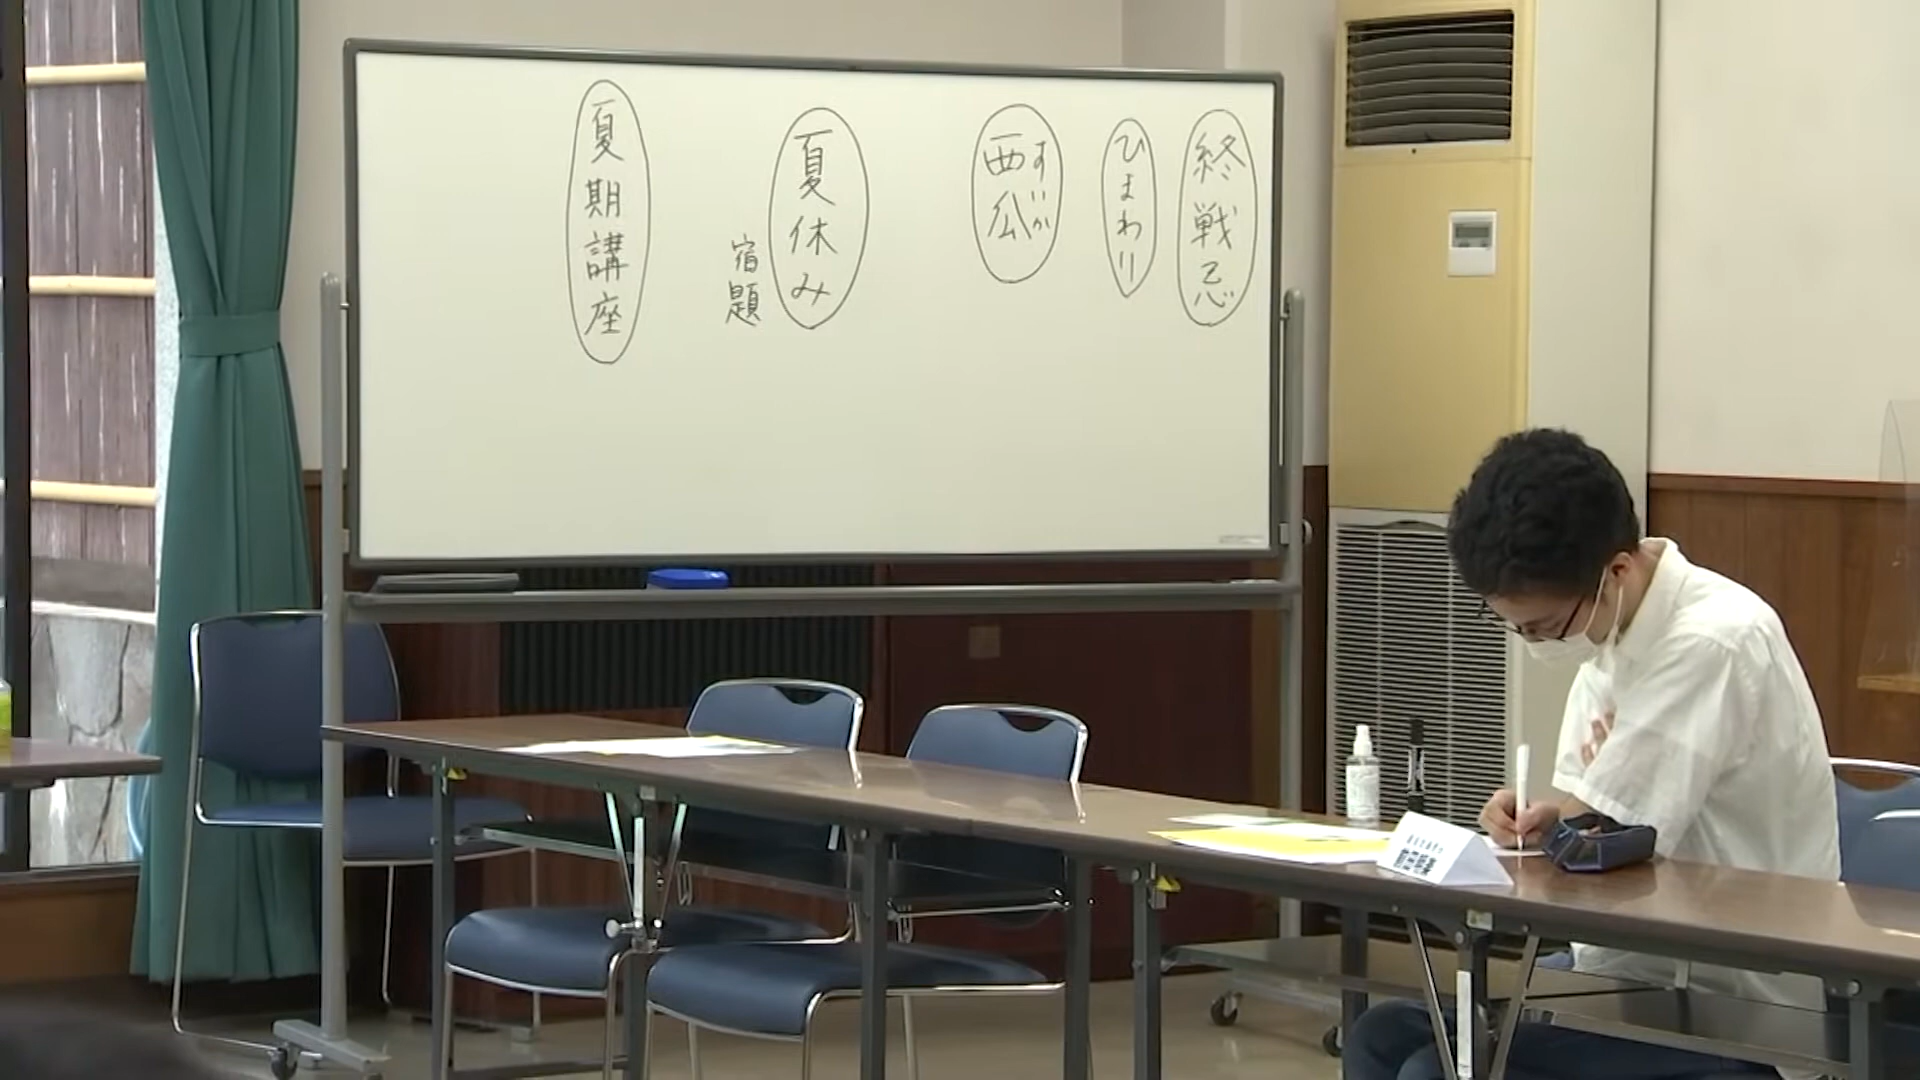 終戦忌
ひまわり
西瓜
すいか
夏休み
宿題
夏期講座